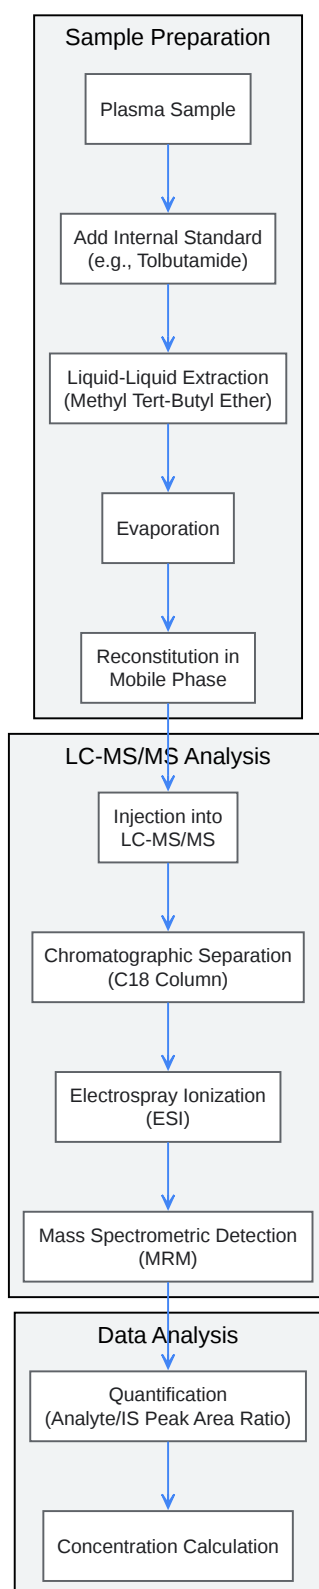 Sample Preparation
Plasma Sample
Add Internal Standard
(e.g., Tolbutamide)
Liquid-Liquid Extraction
(Methyl Tert-Butyl Ether)
Evaporation
Reconstitution in
Mobile Phase
LC-MS/MS Analysis
Injection into
LC-MS/MS
Chromatographic Separation
(C18 Column)
Electrospray Ionization
(ESI)
Mass Spectrometric Detection
(MRM)
Data Analysis
Quantification
(Analyte/IS Peak Area Ratio)
Concentration Calculation